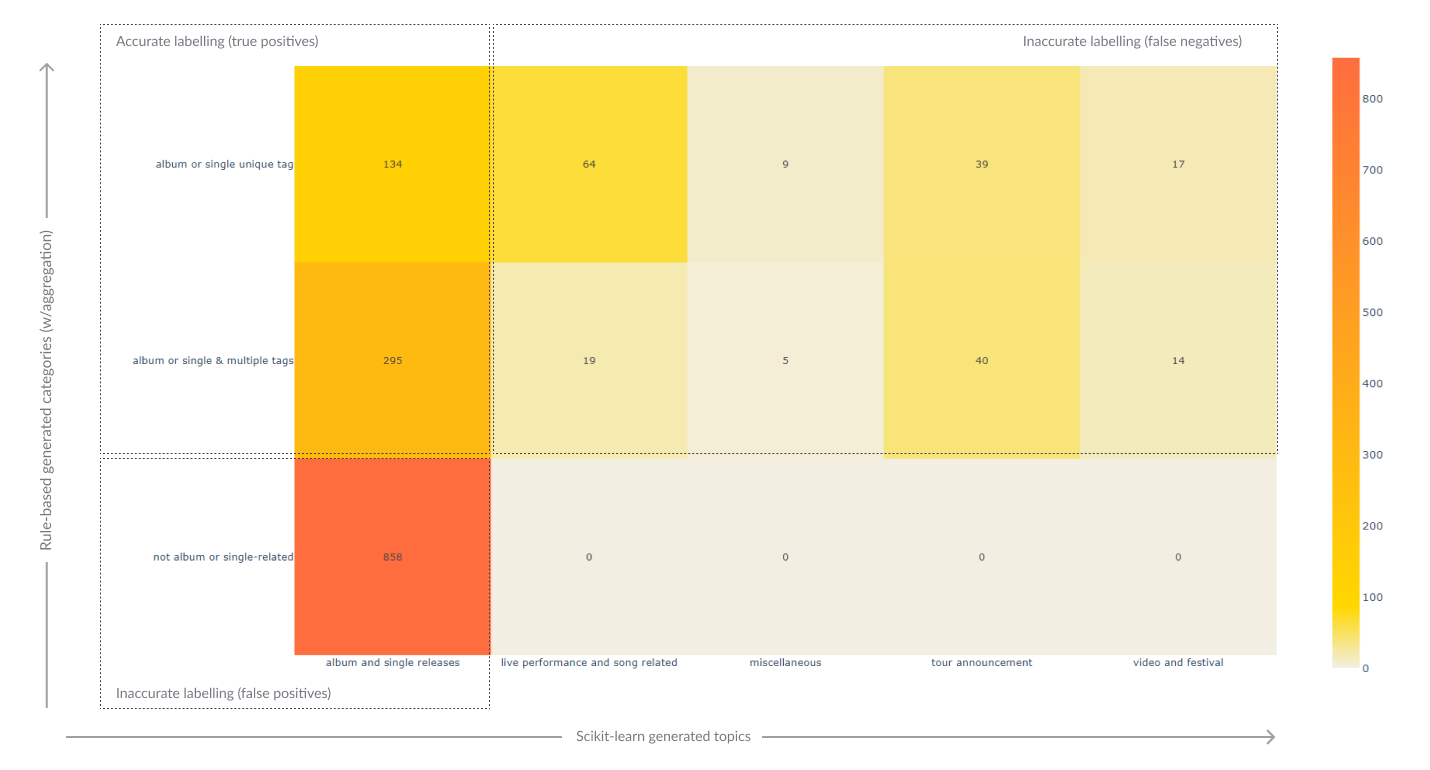 Accurate labelling (true positives)
Inaccurate labelling (false negatives)
Rule-based generated categories (w/aggregation)
album or single unique tag
134
64
9
39
17
album or single & multiple tags
295
19
5
40
14
not album or single-related
858
0
0
0
0
album and single releases
live performance and song related
miscellaneous
tour announcement
video and festival
Inaccurate labelling (false positives)
Scikit-learn generated topics
800
700
600
500
400
300
200
100
0